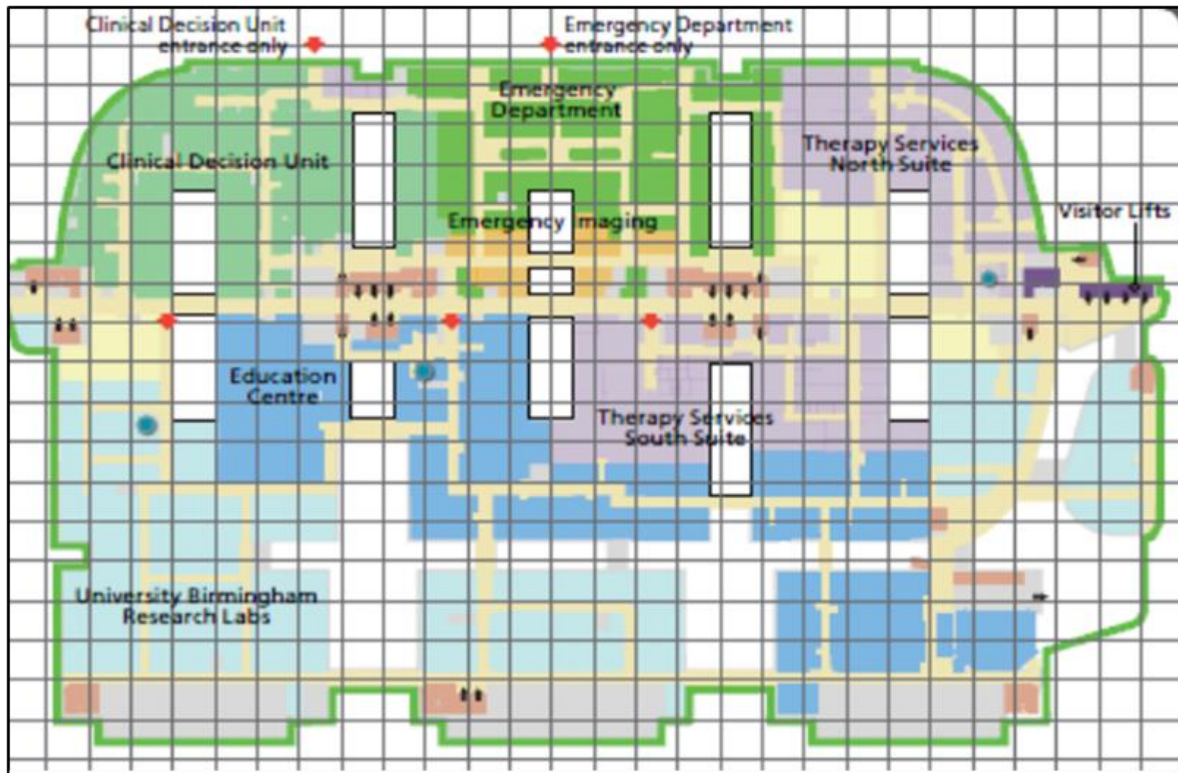 Clinical Decision Unit
entrance only
Emergency Department
entrance only
Emergency
Department
Clinical Decision Unit
Therapy Services
North Suite
Emergency Imaging
Visitor Lifts
Education
Centre
Therapy Services
South Suite
University Birmingham
Research Labs